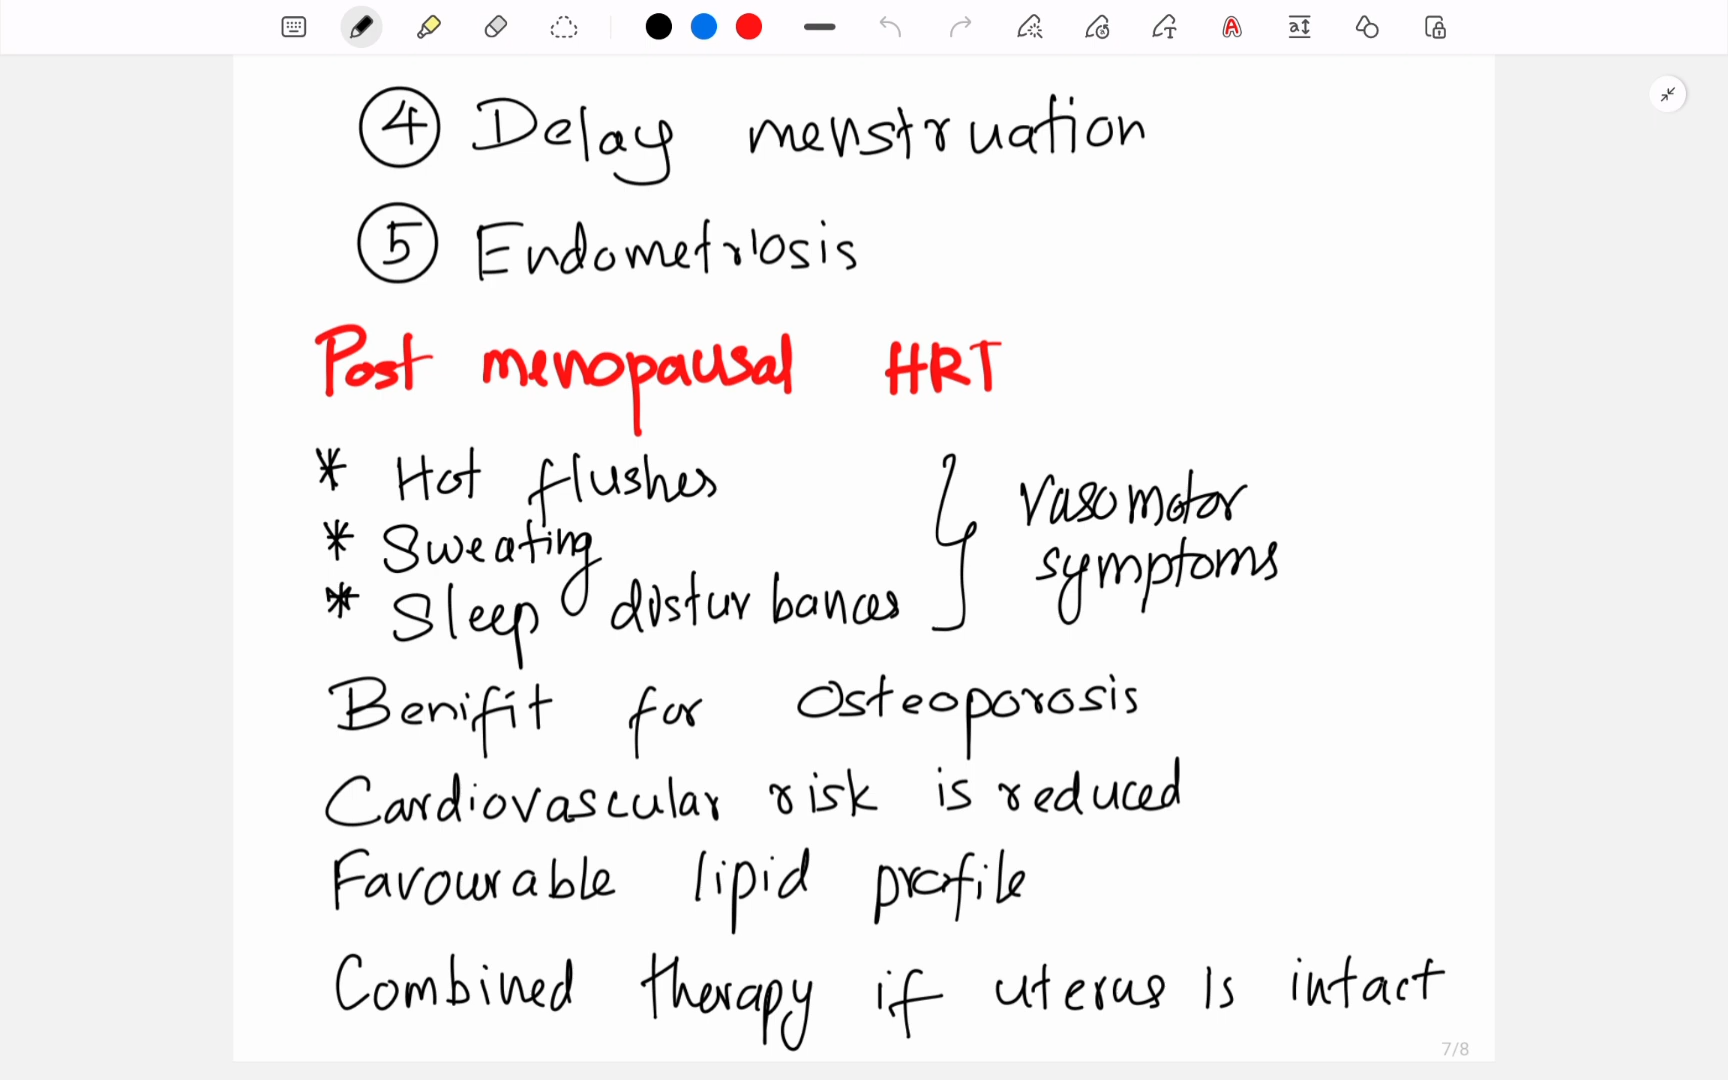 ④ Delay menstruation
⑤ Endometriosis
Post menopausal HRT
* Hot flushes
* Sweating
* Sleep disturbances
Vasomotor
symptoms
Benifit for Osteoporosis
Cardiovascular risk is reduced
Favourable lipid profile
Combined therapy if uterus is intact
7/8